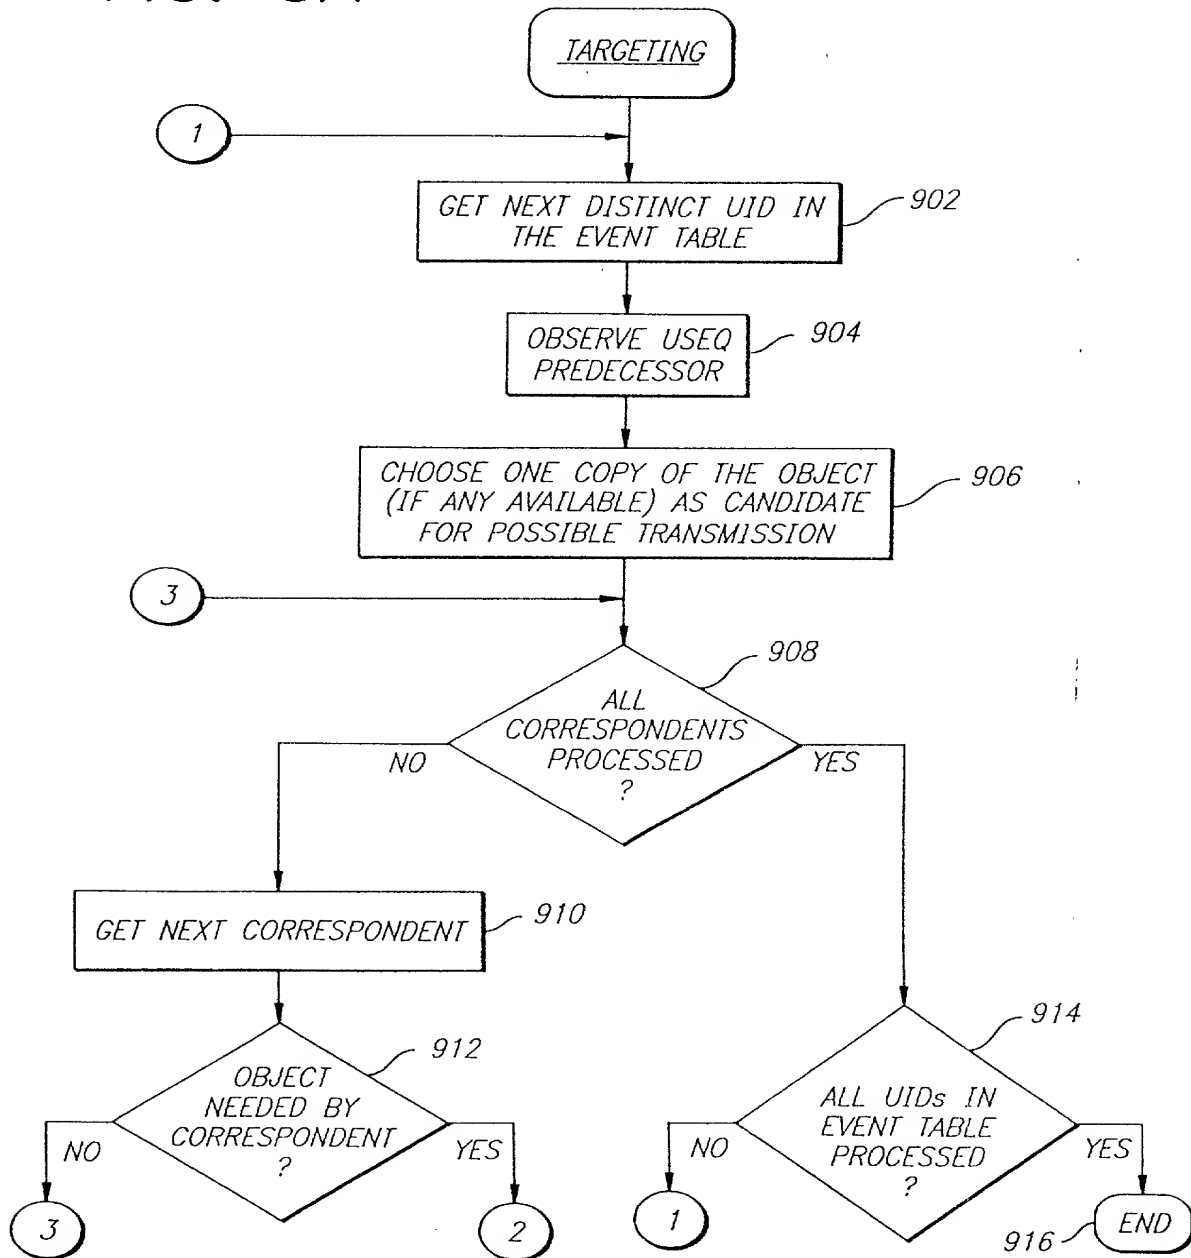 TARGETING
1
GET NEXT DISTINCT UID IN
THE EVENT TABLE
902
OBSERVE USEQ
PREDECESSOR
904
CHOOSE ONE COPY OF THE OBJECT
(IF ANY AVAILABLE) AS CANDIDATE
FOR POSSIBLE TRANSMISSION
906
3
908
ALL
CORRESPONDENTS
PROCESSED
?
NO
YES
GET NEXT CORRESPONDENT
910
912
OBJECT
NEEDED BY
CORRESPONDENT
?
NO
YES
3
2
914
ALL UIDs IN
EVENT TABLE
PROCESSED
?
NO
YES
1
END
916